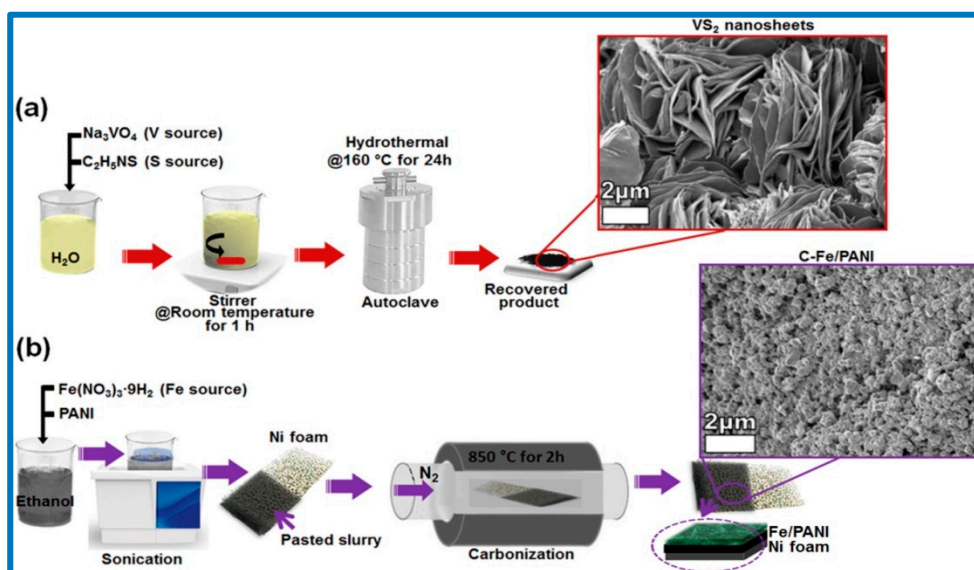 VS₂ nanosheets
(a)
Na₃VO₄ (V source)
C₂H₅NS (S source)
Hydrothermal
@160 °C for 24h
2µm
H₂O
Stirrer
@Room temperature
for 1 h
Autoclave
Recovered
product
C-Fe/PANI
(b)
Fe(NO₃)₃·9H₂ (Fe source)
PANI
Ni foam
850 °C for 2h
2µm
N₂
Ethanol
Pasted slurry
Sonication
Carbonization
Fe/PANI
Ni foam